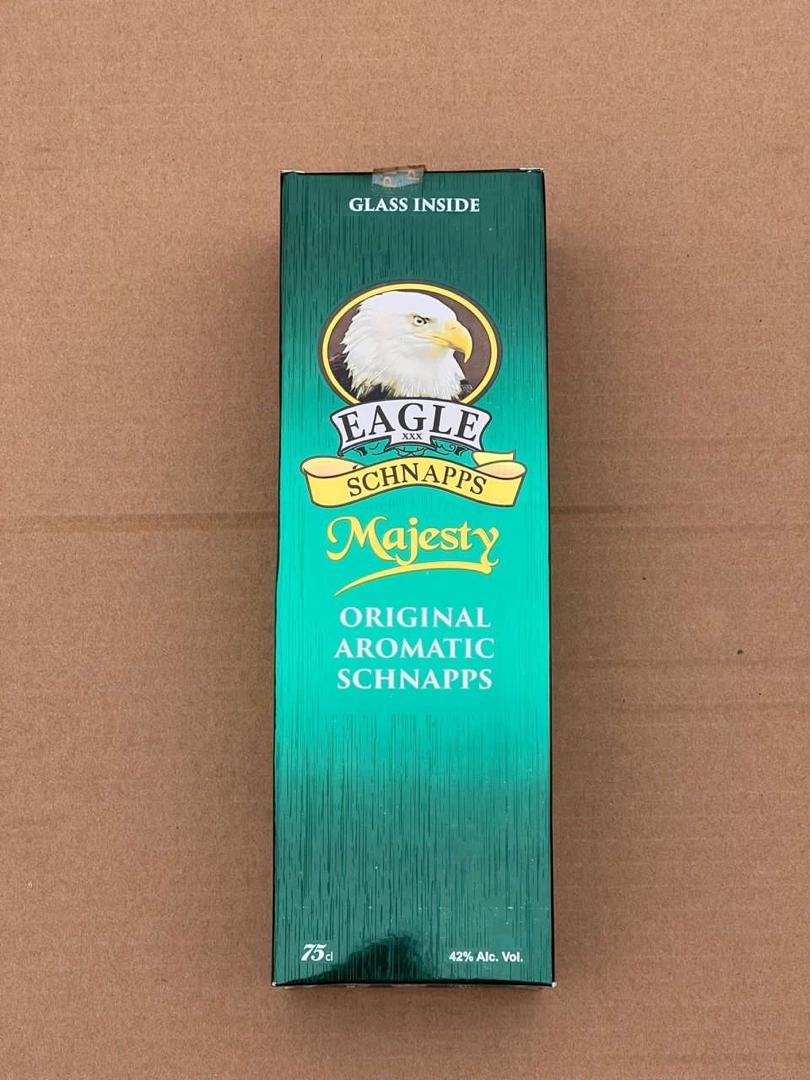 GLASS INSIDE
EAGLE
XXX
SCHNAPPS
Majesty
ORIGINAL
AROMATIC
SCHNAPPS
75cl
42% Alc. Vol.